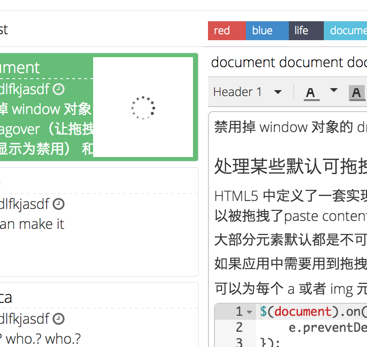 st
ument
dlfkjasdf
掉 window 对象
agover（让拖拽
显示为禁用） 和
dlfkjasdf
an make it
ca
dlfkjasdf
? who.? who.?
red blue life docume
document document doc
Header 1 A A
禁用掉 window 对象的 dr
处理某些默认可拖拽
HTML5 中定义了一套实现
以被拖拽了paste content
大部分元素默认都是不可
如果应用中需要用到拖拽
可以为每个 a 或者 img 元
1 $(document).on(
2 e.preventDe
3 });